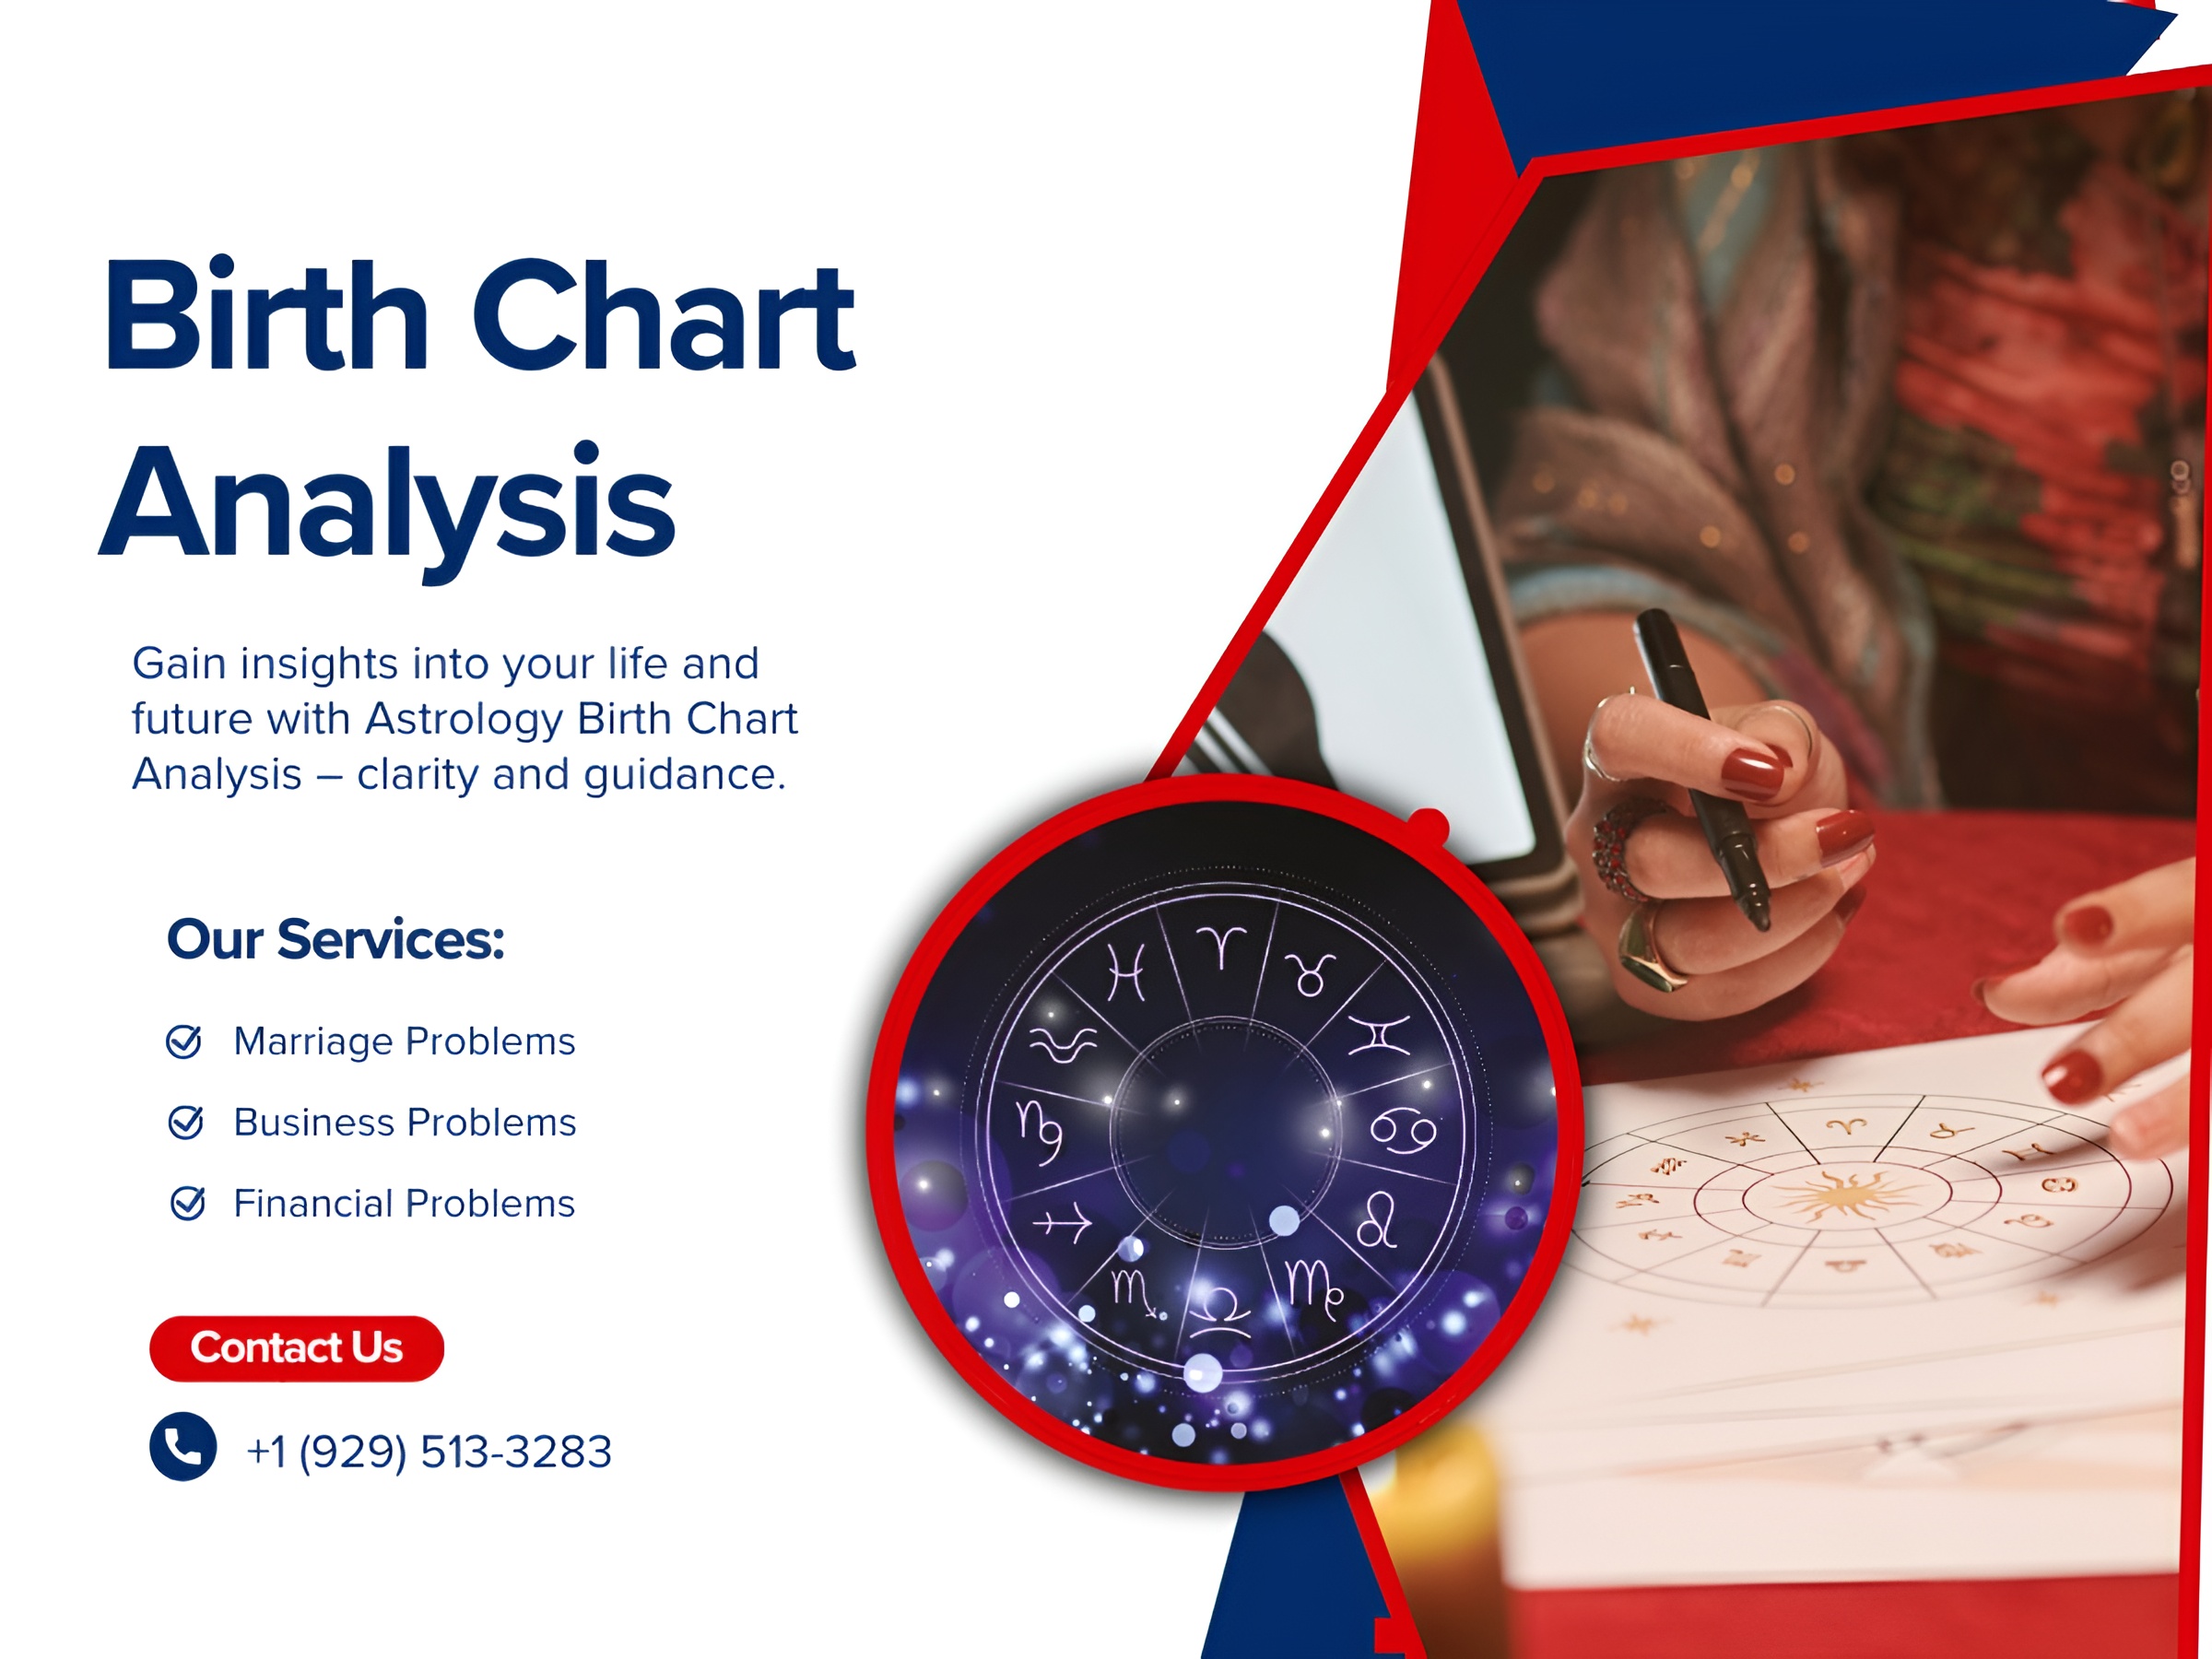 Birth Chart
Analysis
Gain insights into your life and
future with Astrology Birth Chart
Analysis – clarity and guidance.
Our Services:
Marriage Problems
Business Problems
Financial Problems
Contact Us
+1 (929) 513-3283